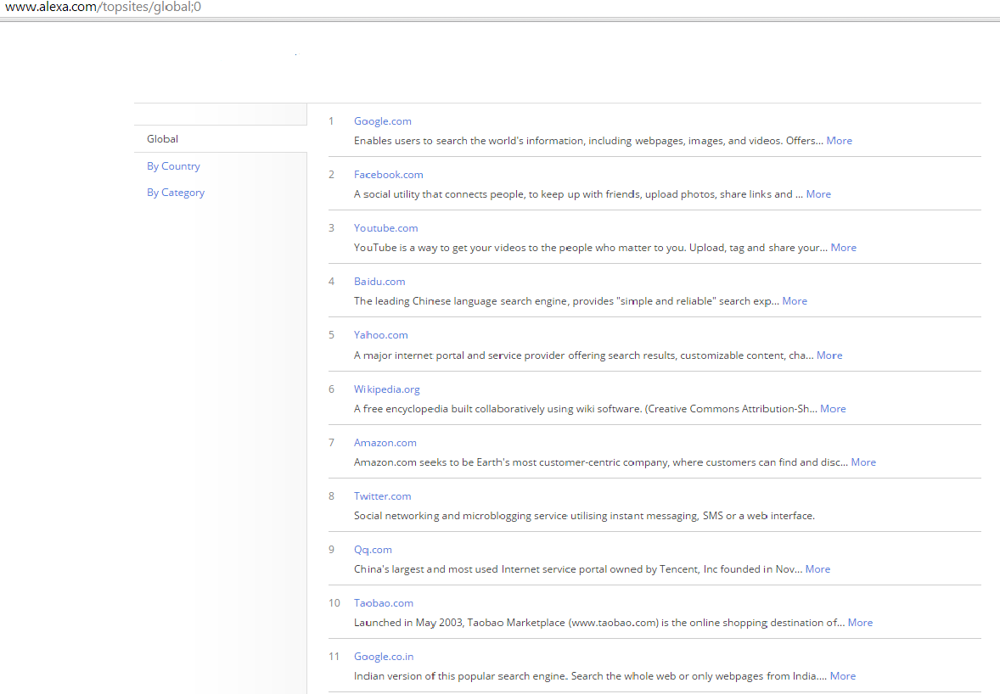 www.alexa.com/topsites/global;0
Global
By Country
By Category
1 Google.com
Enables users to search the world's information, including webpages, images, and videos. Offers... More
2 Facebook.com
A social utility that connects people, to keep up with friends, upload photos, share links and ... More
3 Youtube.com
YouTube is a way to get your videos to the people who matter to you. Upload, tag and share your... More
4 Baidu.com
The leading Chinese language search engine, provides "simple and reliable" search exp... More
5 Yahoo.com
A major internet portal and service provider offering search results, customizable content, cha... More
6 Wikipedia.org
A free encyclopedia built collaboratively using wiki software. (Creative Commons Attribution-Sh... More
7 Amazon.com
Amazon.com seeks to be Earth's most customer-centric company, where customers can find and disc... More
8 Twitter.com
Social networking and microblogging service utilising instant messaging, SMS or a web interface.
9 Qq.com
China's largest and most used Internet service portal owned by Tencent, Inc founded in Nov... More
10 Taobao.com
Launched in May 2003, Taobao Marketplace (www.taobao.com) is the online shopping destination of... More
11 Google.co.in
Indian version of this popular search engine. Search the whole web or only webpages from India.... More